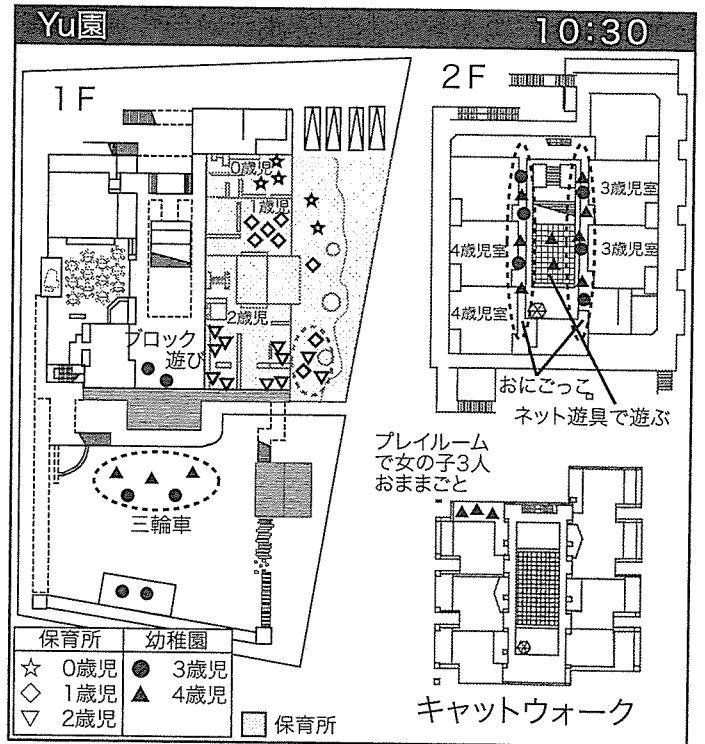 Yu園 10:30
1F
2F
0歳児
1歳児
2歳児
ブロック
遊び
三輪車
3歳児室
3歳児室
4歳児室
4歳児室
おにごっこ
ネット遊具で遊ぶ
プレイルーム
で女の子3人
おままごと
キャットウォーク
保育所 幼稚園
☆ 0歳児 ● 3歳児
◇ 1歳児 ▲ 4歳児
▽ 2歳児
保育所